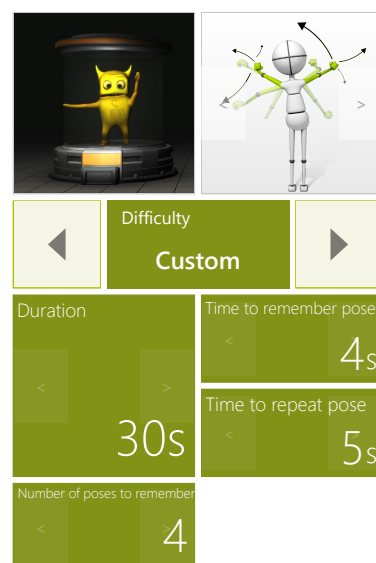 Difficulty
Custom
Duration
30s
Time to remember pose
4s
Time to repeat pose
5s
Number of poses to remember
4